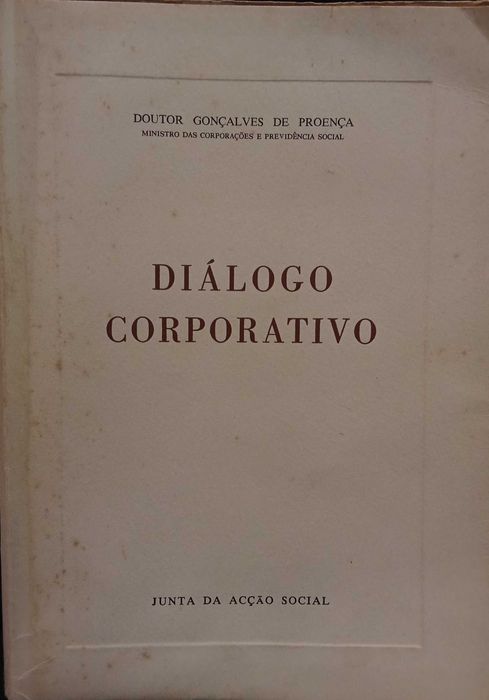 DOUTOR GONÇALVES DE PROENÇA
MINISTRO DAS CORPORAÇÕES E PREVIDÊNCIA SOCIAL
DIÁLOGO
CORPORATIVO
JUNTA DA ACÇÃO SOCIAL